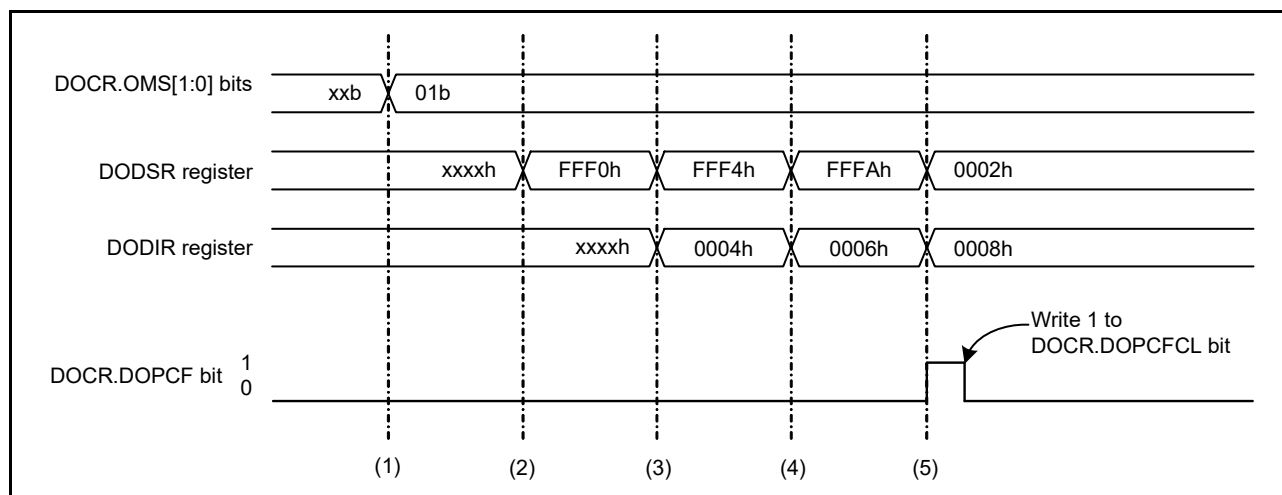 DOCR.OMS[1:0] bits
xxb 01b
DODSR register
xxxxh FFF0h FFF4h FFFAh 0002h
DODIR register
xxxxh 0004h 0006h 0008h
Write 1 to
DOCR.DOPCFCL bit
DOCR.DOPCF bit
1
0
(1) (2) (3) (4) (5)